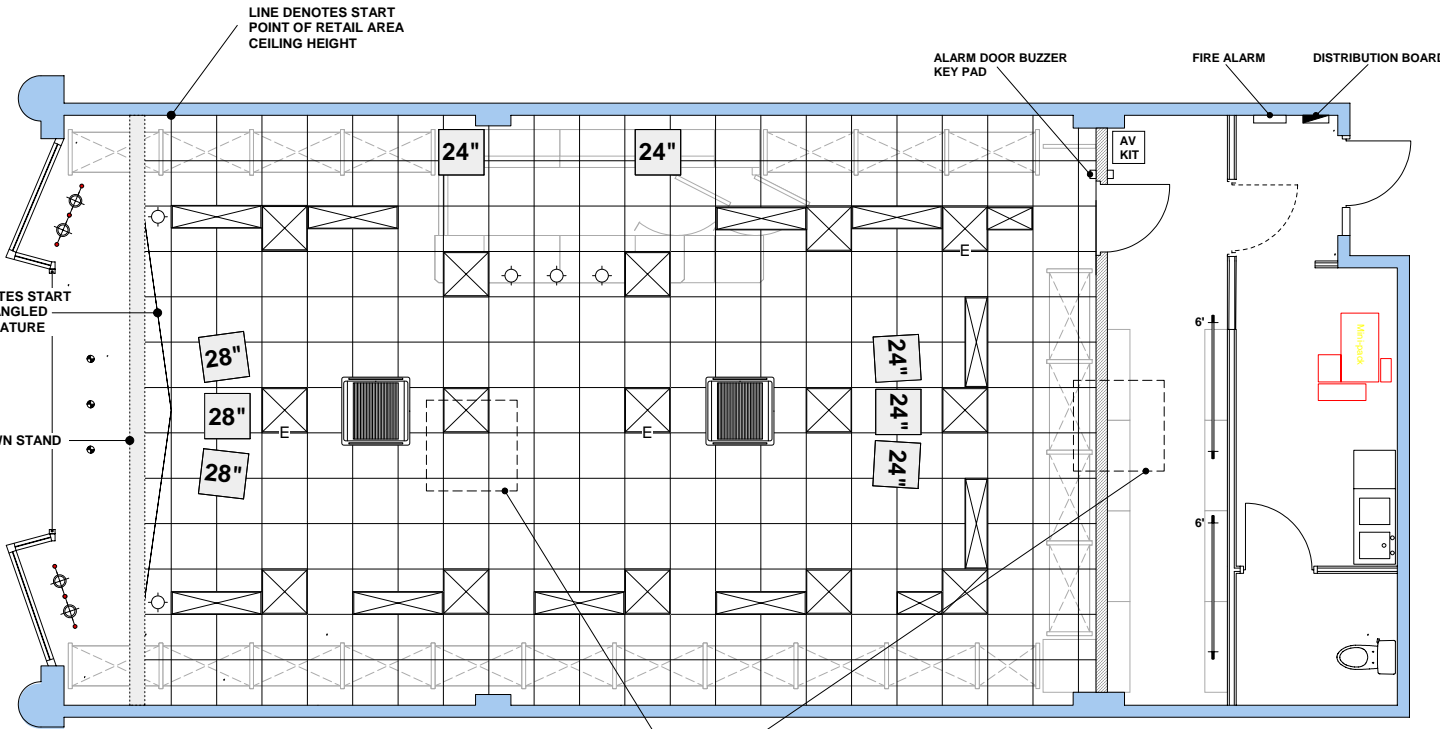 LINE DENOTES START
POINT OF RETAIL AREA
CEILING HEIGHT
ALARM DOOR BUZZER
KEY PAD
FIRE ALARM
DISTRIBUTION BOARD
AV
KIT
24"
24"
E
TES START
ANGLED
ATURE
6'
28"
24"
28"
24"
E
E
WN STAND
28"
24"
6'